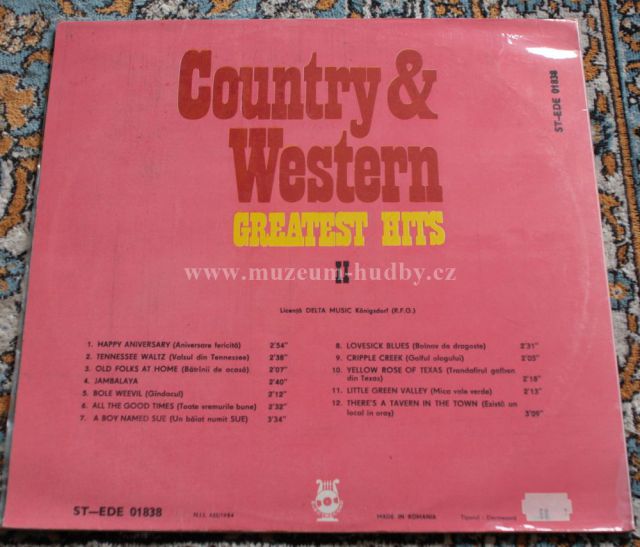 Country &
Western
GREATEST HITS
II
ST—EDE 01838
www.muzeum-hudby.cz
Licență DELTA MUSIC Königsdorf (R.F.G.)
1. HAPPY ANIVERSARY (Aniversare fericită) 2'54"
2. TENNESSEE WALTZ (Valsul din Tennessee) 2'38"
3. OLD FOLKS AT HOME (Bătrînii de acasă) 2'07"
4. JAMBALAYA 2'40"
5. BOLE WEEVIL (Gîndacul) 2'12"
6. ALL THE GOOD TIMES (Toate vremurile bune) 2'32"
7. A BOY NAMED SUE (Un băiat numit SUE) 3'34"
8. LOVESICK BLUES (Bolnav de dragoste) 2'31"
9. CRIPPLE CREEK (Golful ologului) 2'05"
10. YELLOW ROSE OF TEXAS (Trandafirul galben
din Texas) 2'18"
11. LITTLE GREEN VALLEY (Mica vale verde) 2'13"
12. THERE'S A TAVERN IN THE TOWN (Există un
local în oraș) 3'09"
ST—EDE 01838
MADE IN ROMANIA
Tiparul :